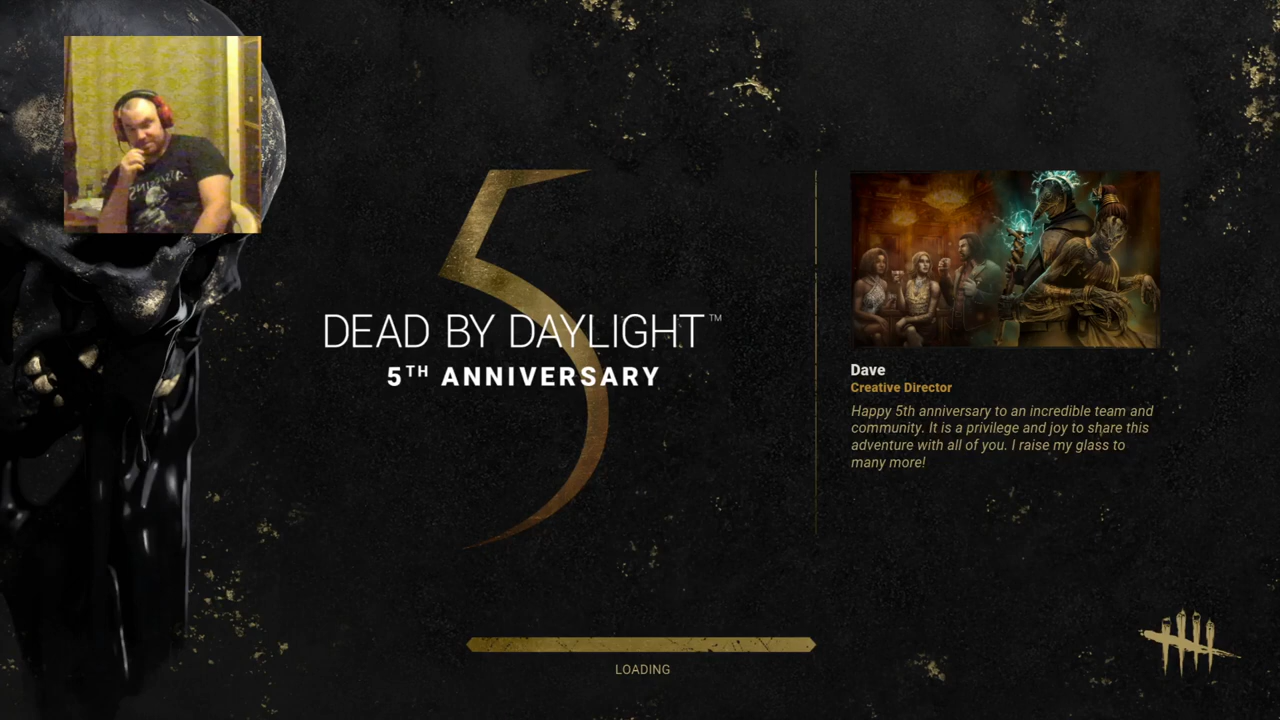 DEAD BY DAYLIGHT™
5TH ANNIVERSARY
Dave
Creative Director
Happy 5th anniversary to an incredible team and
community. It is a privilege and joy to share this
adventure with all of you. I raise my glass to
many more!
LOADING